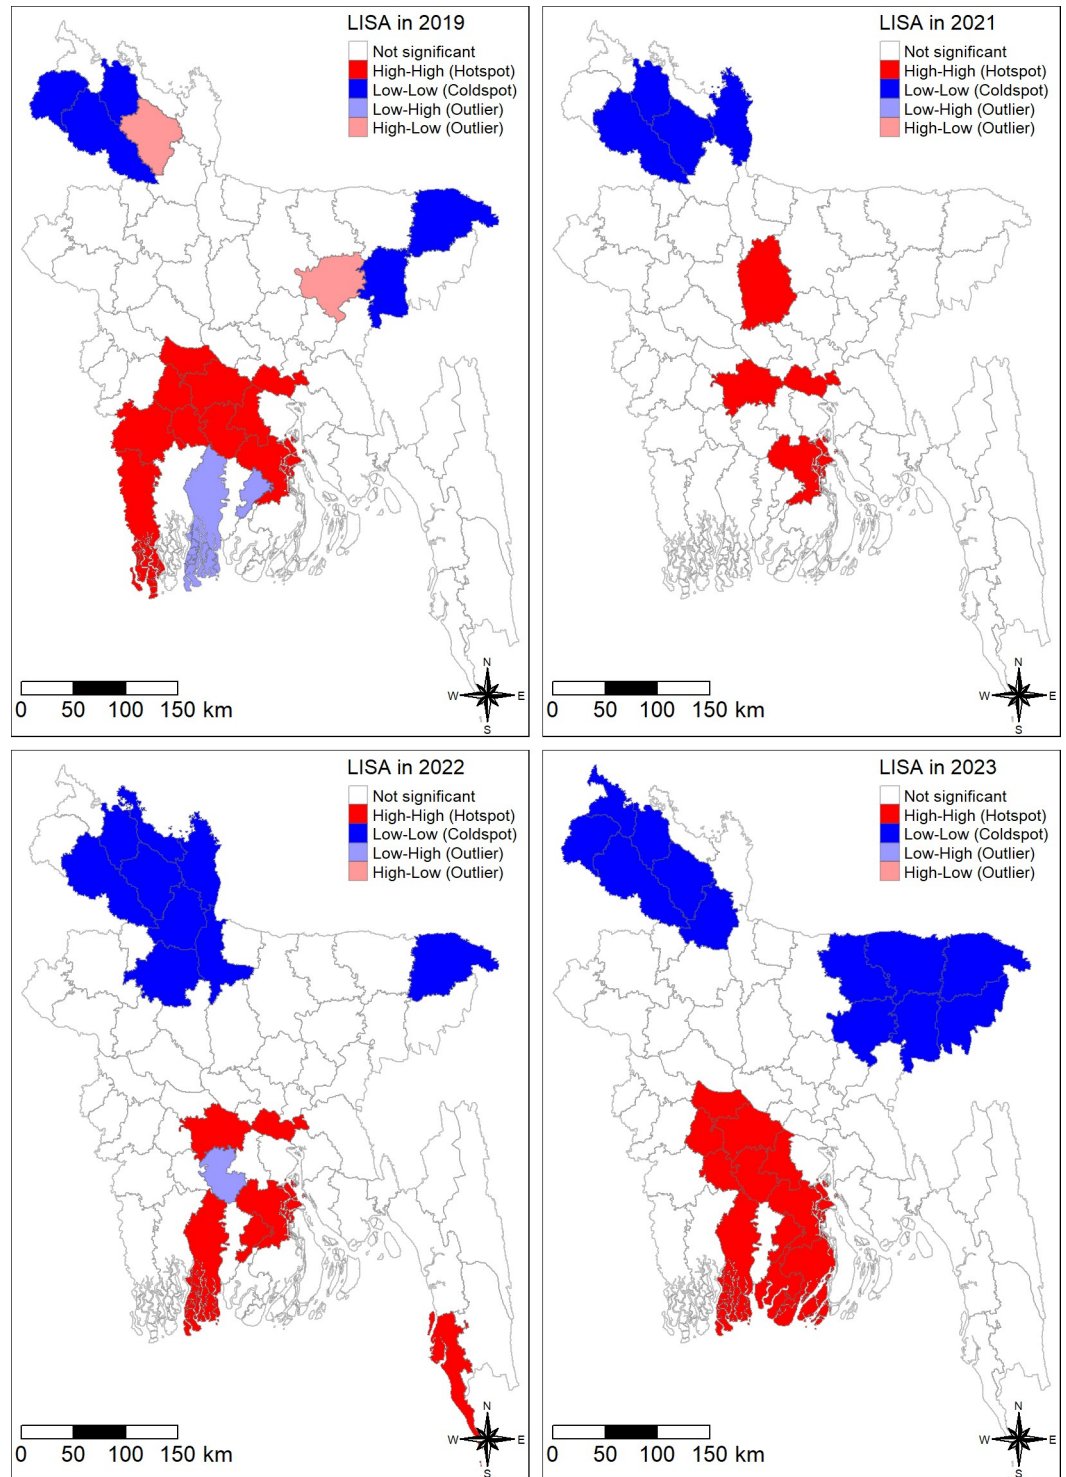 LISA in 2019
Not significant
High-High (Hotspot)
Low-Low (Coldspot)
Low-High (Outlier)
High-Low (Outlier)
N
W E
S
0 50 100 150 km
LISA in 2021
Not significant
High-High (Hotspot)
Low-Low (Coldspot)
Low-High (Outlier)
High-Low (Outlier)
N
W E
S
0 50 100 150 km
LISA in 2022
Not significant
High-High (Hotspot)
Low-Low (Coldspot)
Low-High (Outlier)
High-Low (Outlier)
N
W E
S
0 50 100 150 km
LISA in 2023
Not significant
High-High (Hotspot)
Low-Low (Coldspot)
Low-High (Outlier)
High-Low (Outlier)
N
W E
S
0 50 100 150 km